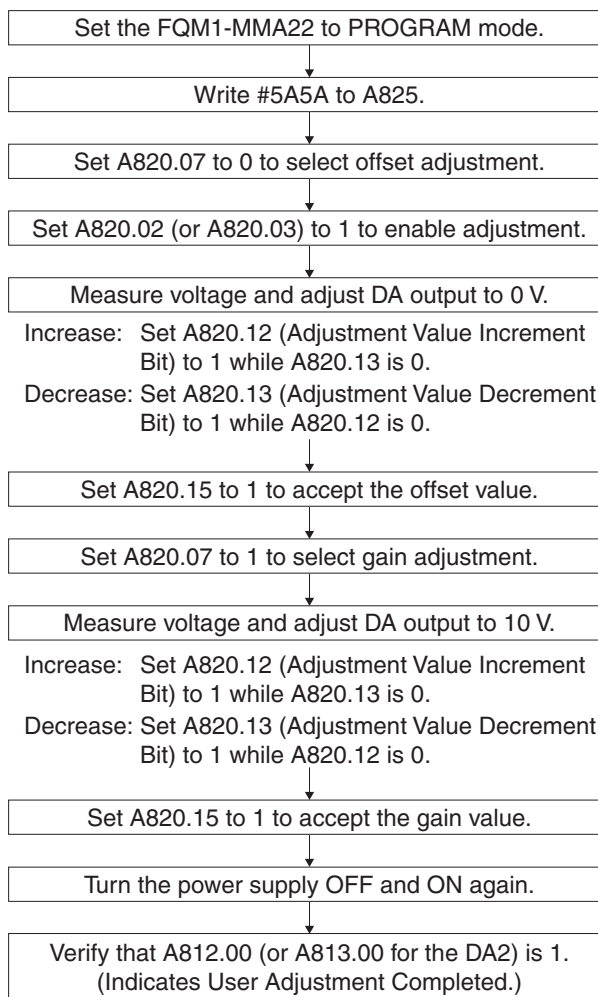 Set the FQM1-MMA22 to PROGRAM mode.
Write #5A5A to A825.
Set A820.07 to 0 to select offset adjustment.
Set A820.02 (or A820.03) to 1 to enable adjustment.
Measure voltage and adjust DA output to 0 V.
Increase: Set A820.12 (Adjustment Value Increment
Bit) to 1 while A820.13 is 0.
Decrease: Set A820.13 (Adjustment Value Decrement
Bit) to 1 while A820.12 is 0.
Set A820.15 to 1 to accept the offset value.
Set A820.07 to 1 to select gain adjustment.
Measure voltage and adjust DA output to 10 V.
Increase: Set A820.12 (Adjustment Value Increment
Bit) to 1 while A820.13 is 0.
Decrease: Set A820.13 (Adjustment Value Decrement
Bit) to 1 while A820.12 is 0.
Set A820.15 to 1 to accept the gain value.
Turn the power supply OFF and ON again.
Verify that A812.00 (or A813.00 for the DA2) is 1.
(Indicates User Adjustment Completed.)